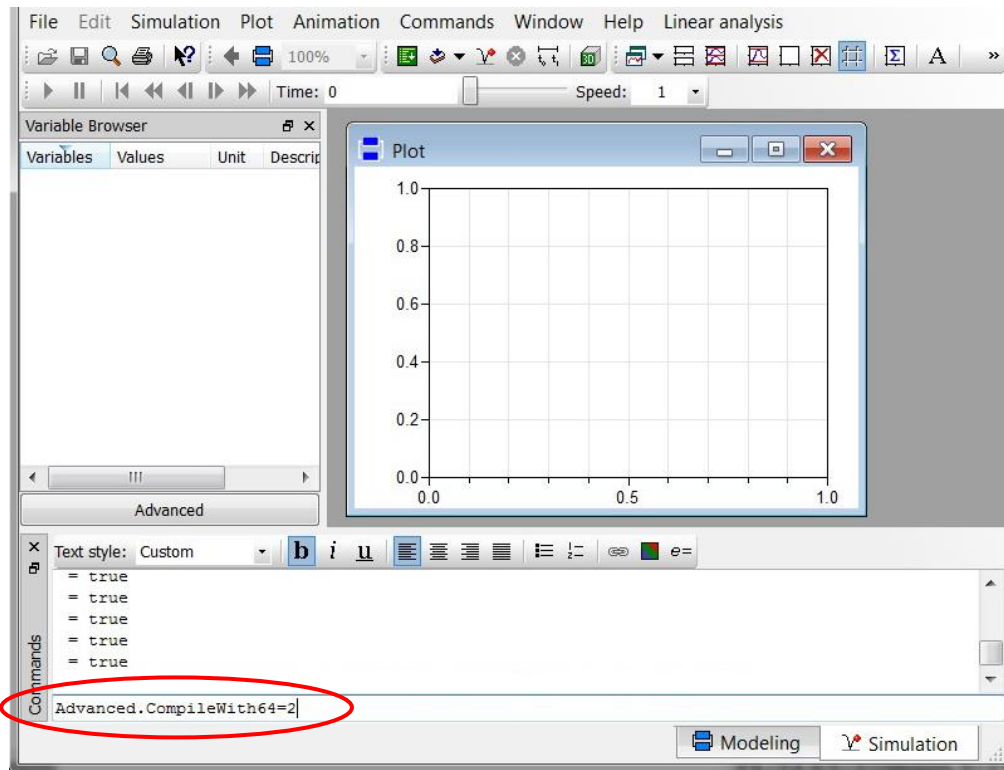 File Edit Simulation Plot Animation Commands Window Help Linear analysis
100% 3D Σ A »
Time: 0 Speed: 1
Variable Browser
Variables Values Unit Descrip
Plot
1.0
0.8
0.6
0.4
0.2
0.0
0.0 0.5 1.0
Advanced
Text style: Custom b i u e=
= true
= true
= true
= true
= true
Commands
Advanced.CompileWith64=2
Modeling Simulation